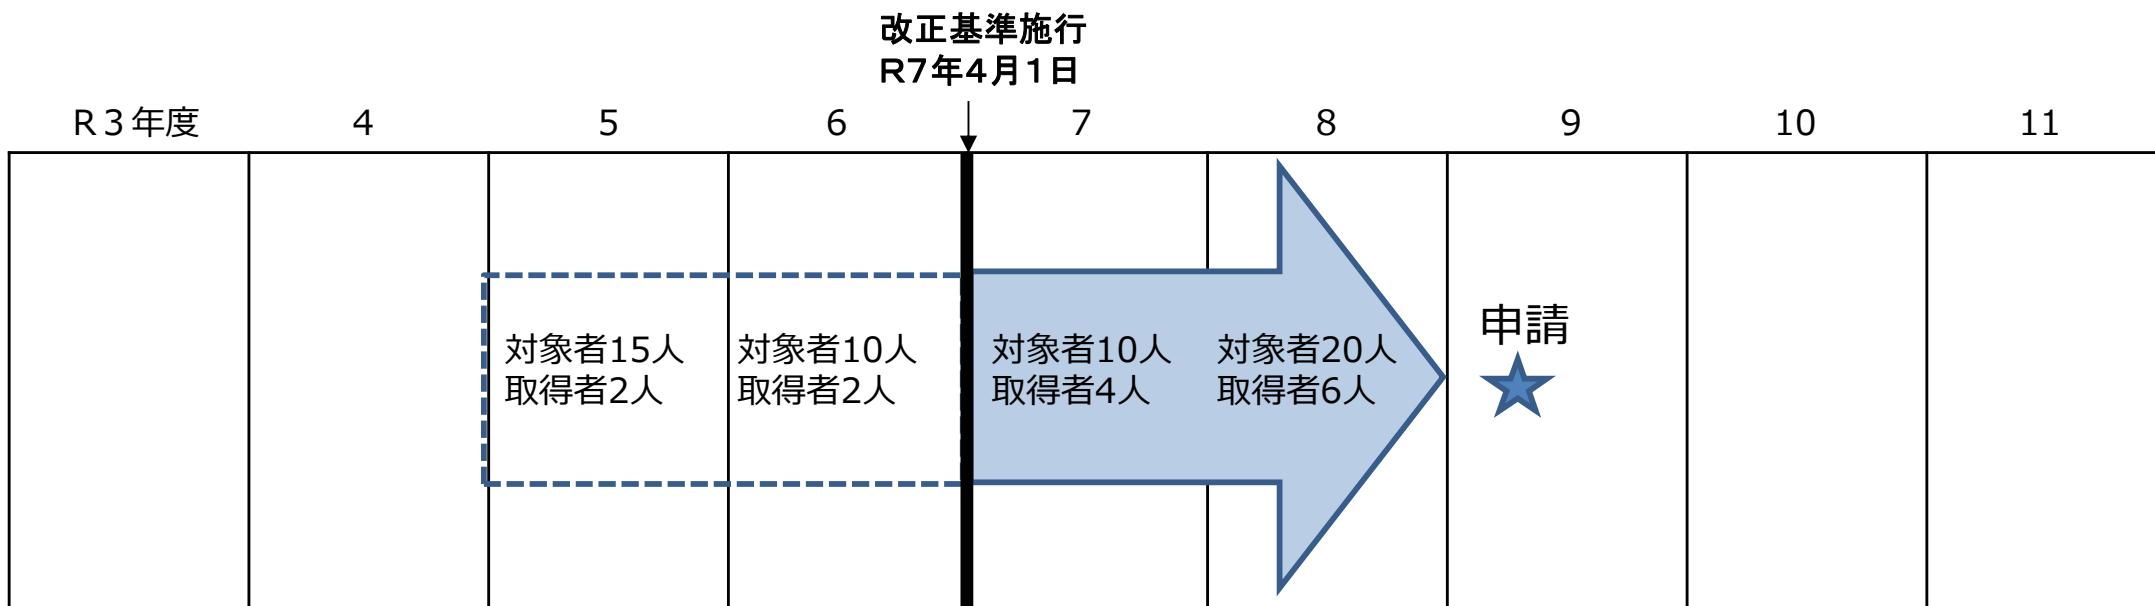 改正基準施行
R7年4月1日
R３年度 4 5 6 7 8 9 10 11
対象者15人
取得者2人
対象者10人
取得者2人
対象者10人
取得者4人
対象者20人
取得者6人
申請